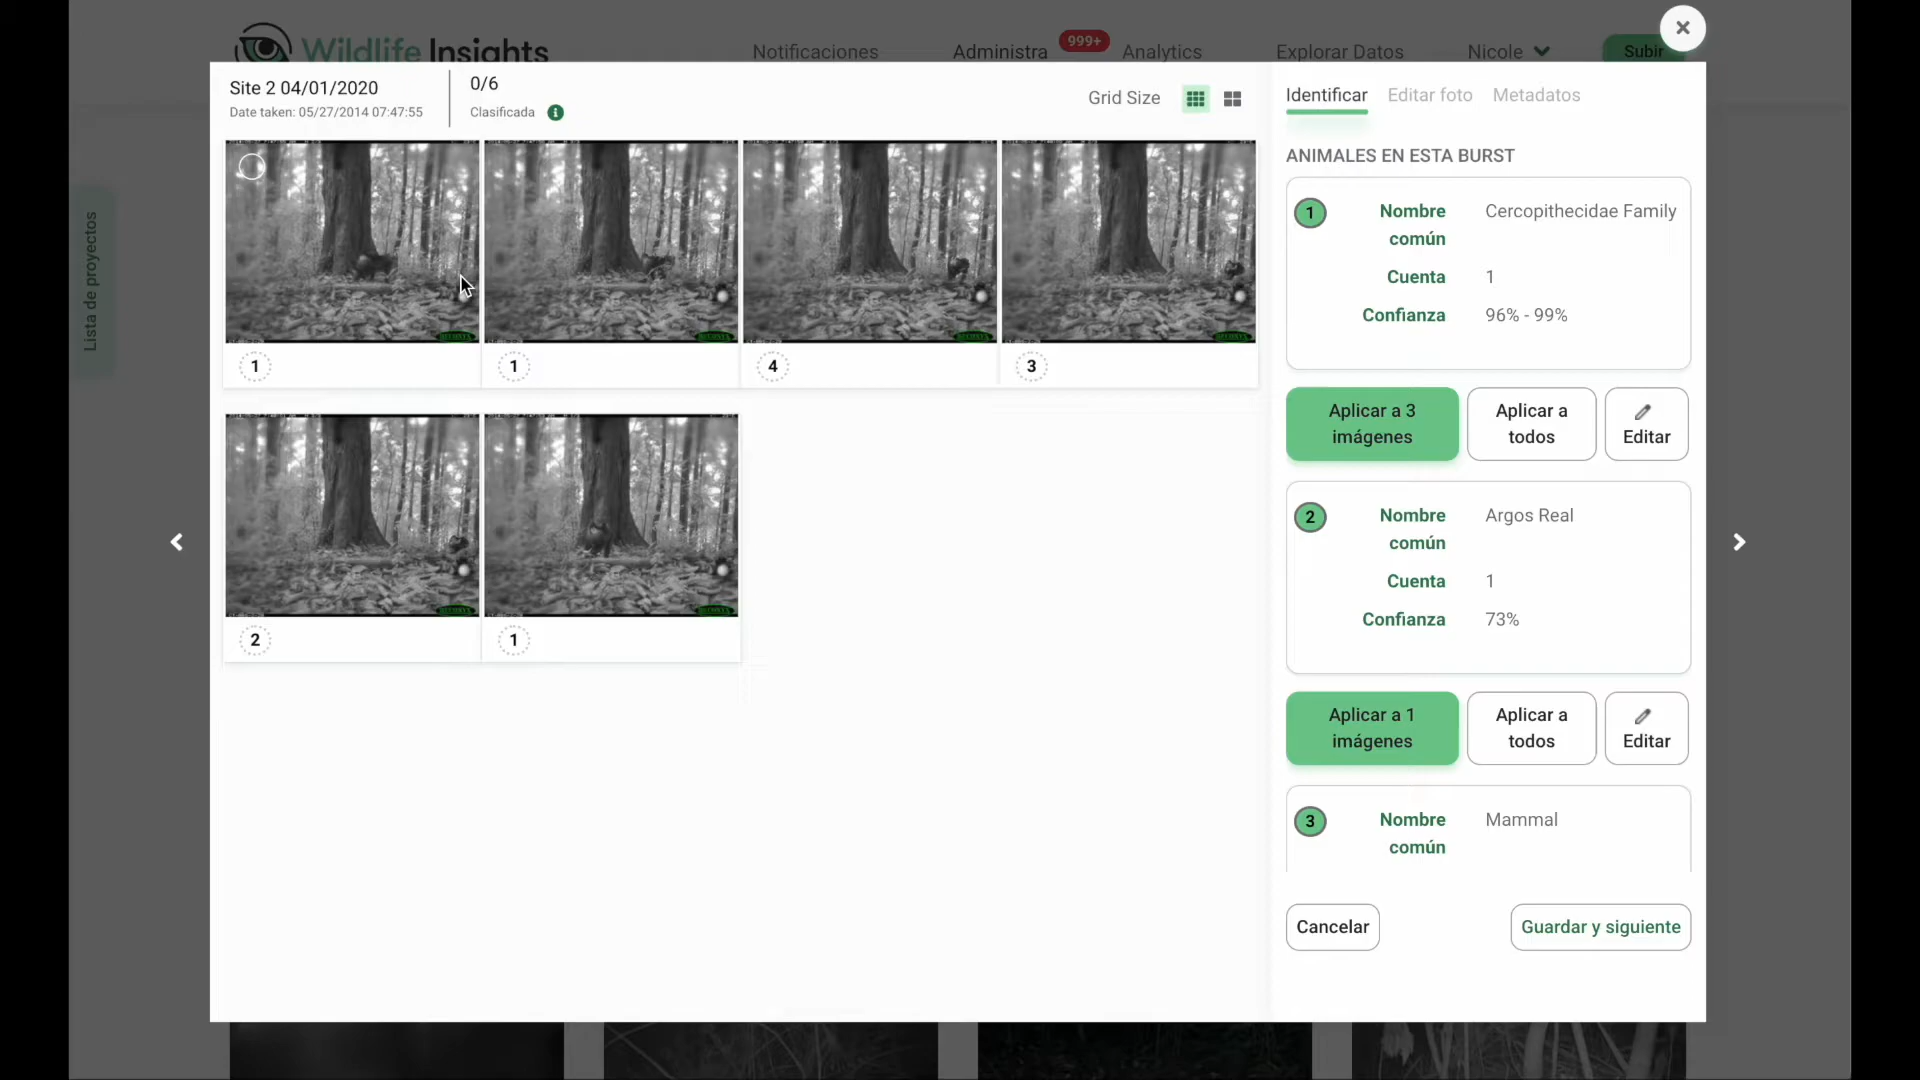 Wildlife Insights
Notificaciones
Administra
999+
Analytics
Explorar Datos
Nicole
Subir
Lista de proyectos
Site 2 04/01/2020
Date taken: 05/27/2014 07:47:55
0/6
Clasificada
Grid Size
1
1
4
3
2
1
Identificar
Editar foto
Metadatos
ANIMALES EN ESTA BURST
1
Nombre común
Cercopithecidae Family
Cuenta
1
Confianza
96% - 99%
Aplicar a 3
imágenes
Aplicar a
todos
Editar
2
Nombre común
Argos Real
Cuenta
1
Confianza
73%
Aplicar a 1
imágenes
Aplicar a
todos
Editar
3
Nombre común
Mammal
Cancelar
Guardar y siguiente